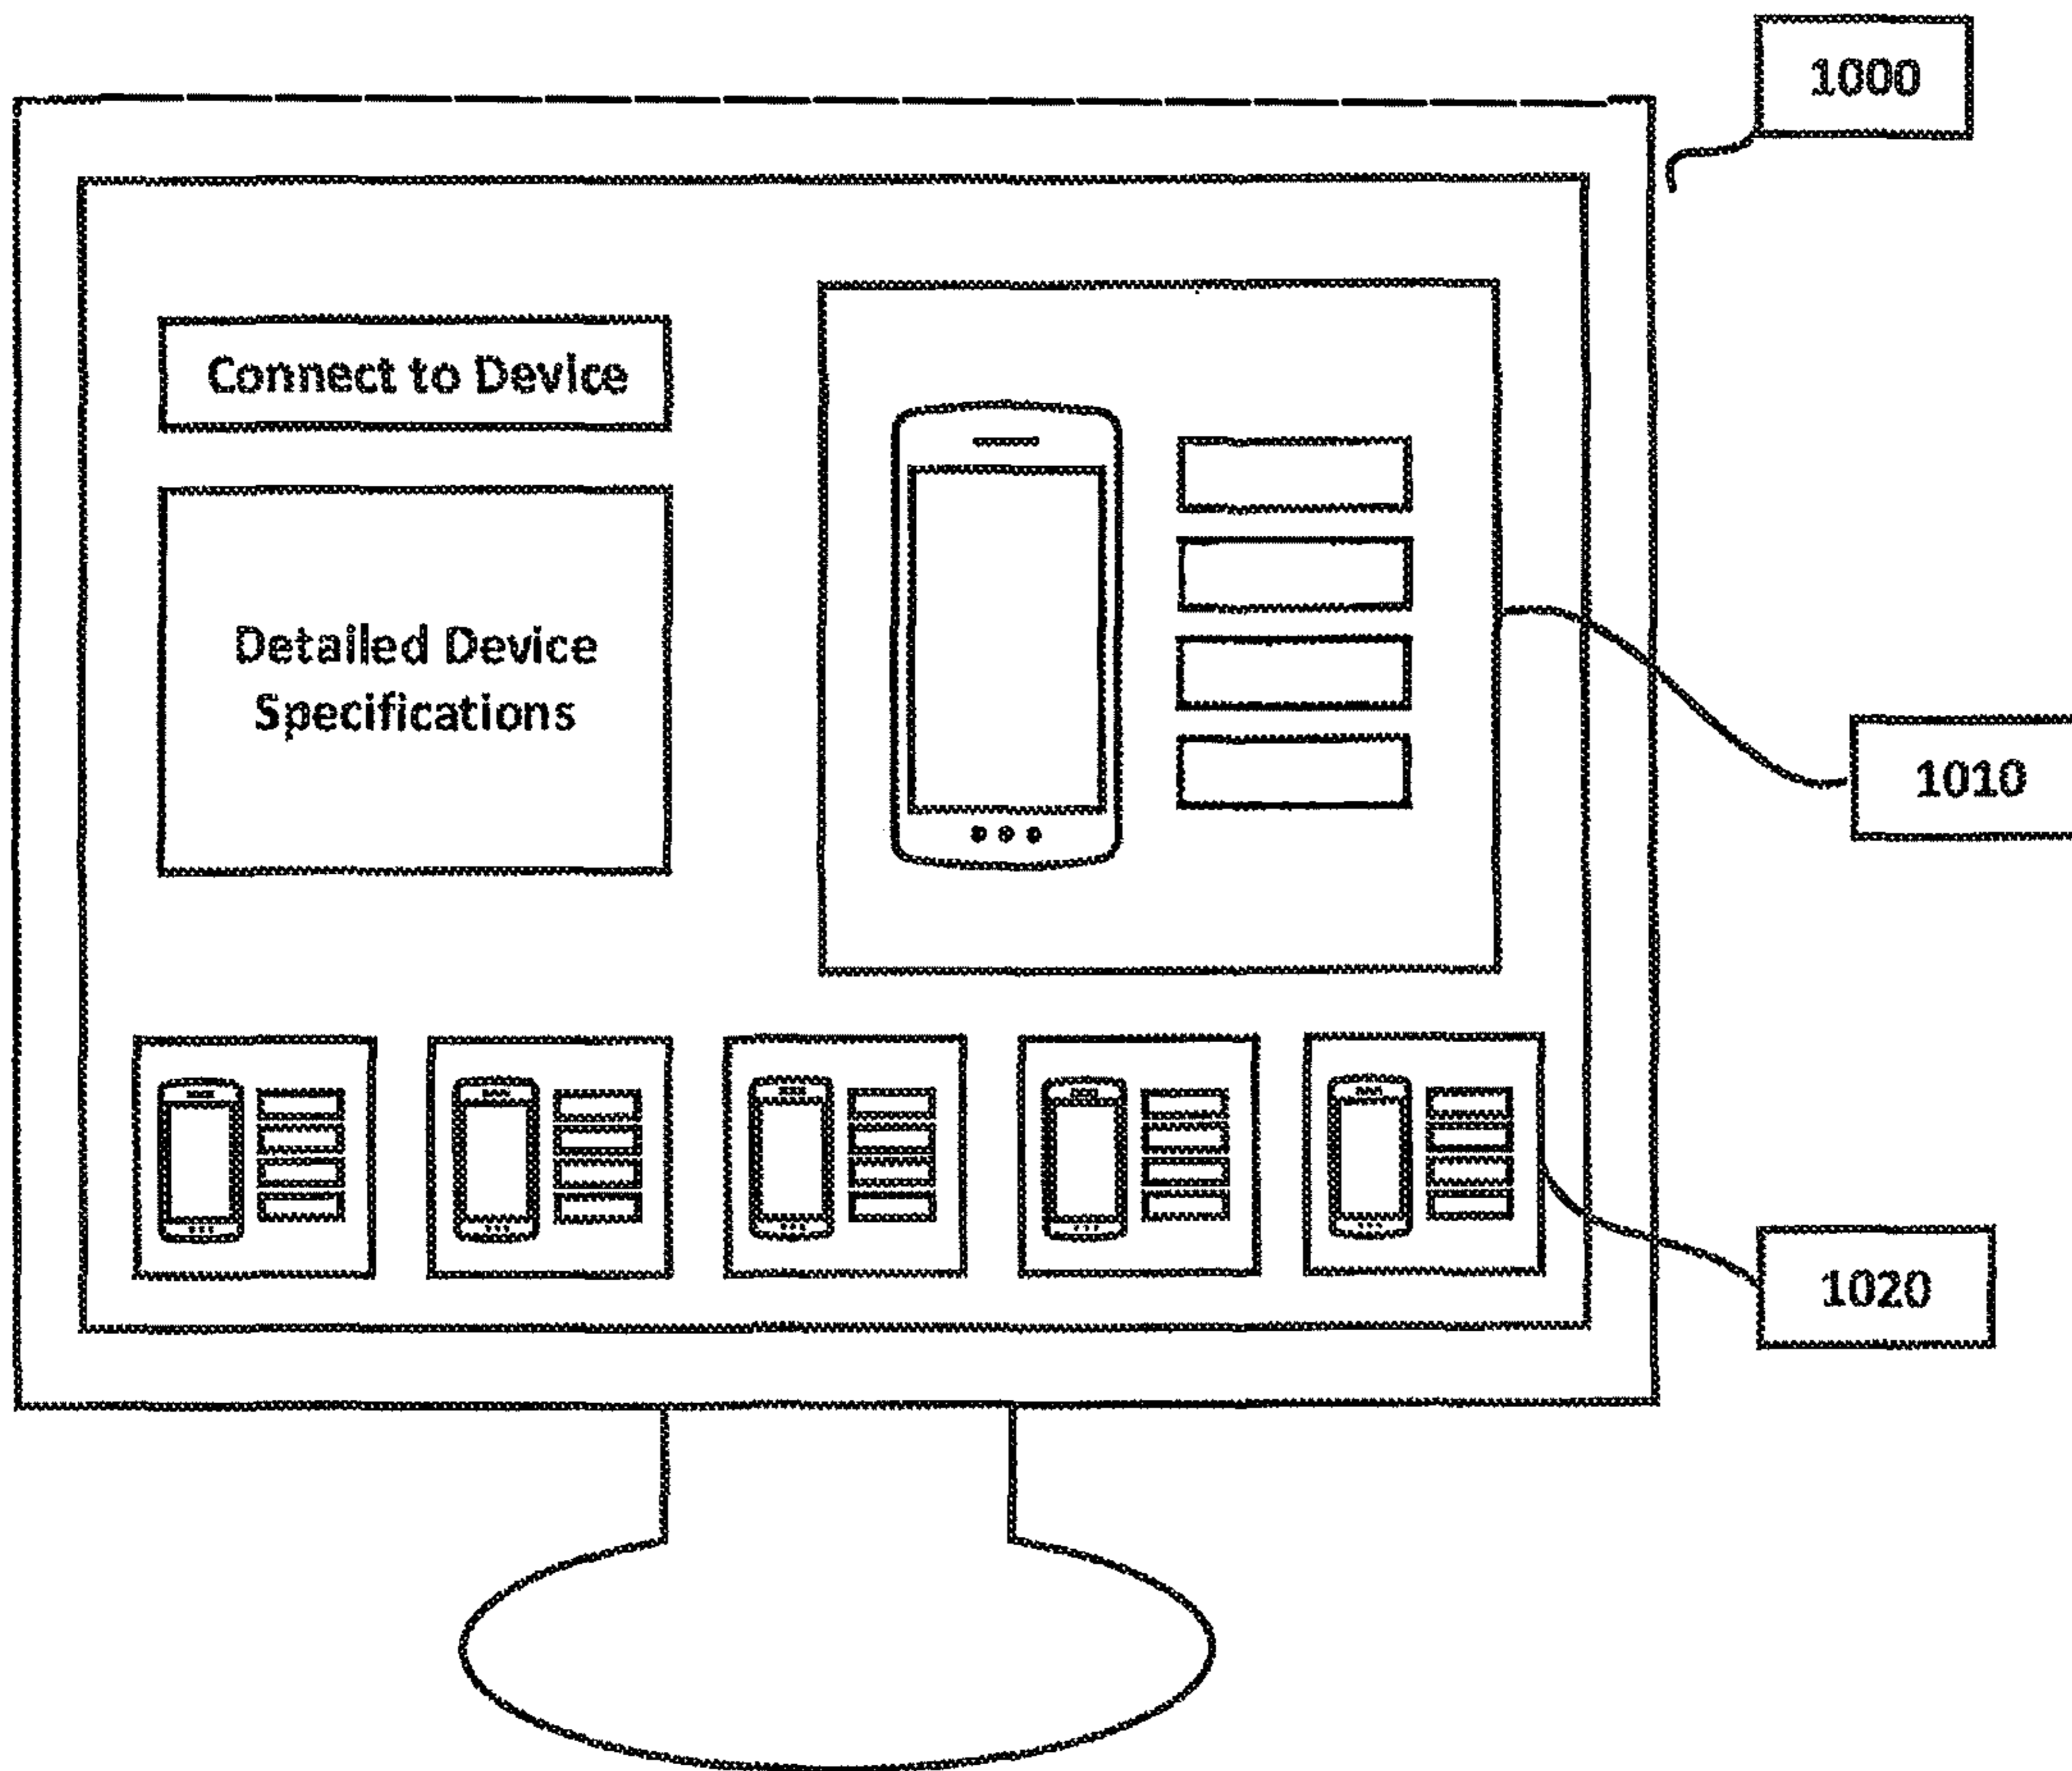 1000
Connect to Device
Detailed Device
Specifications
1010
1020